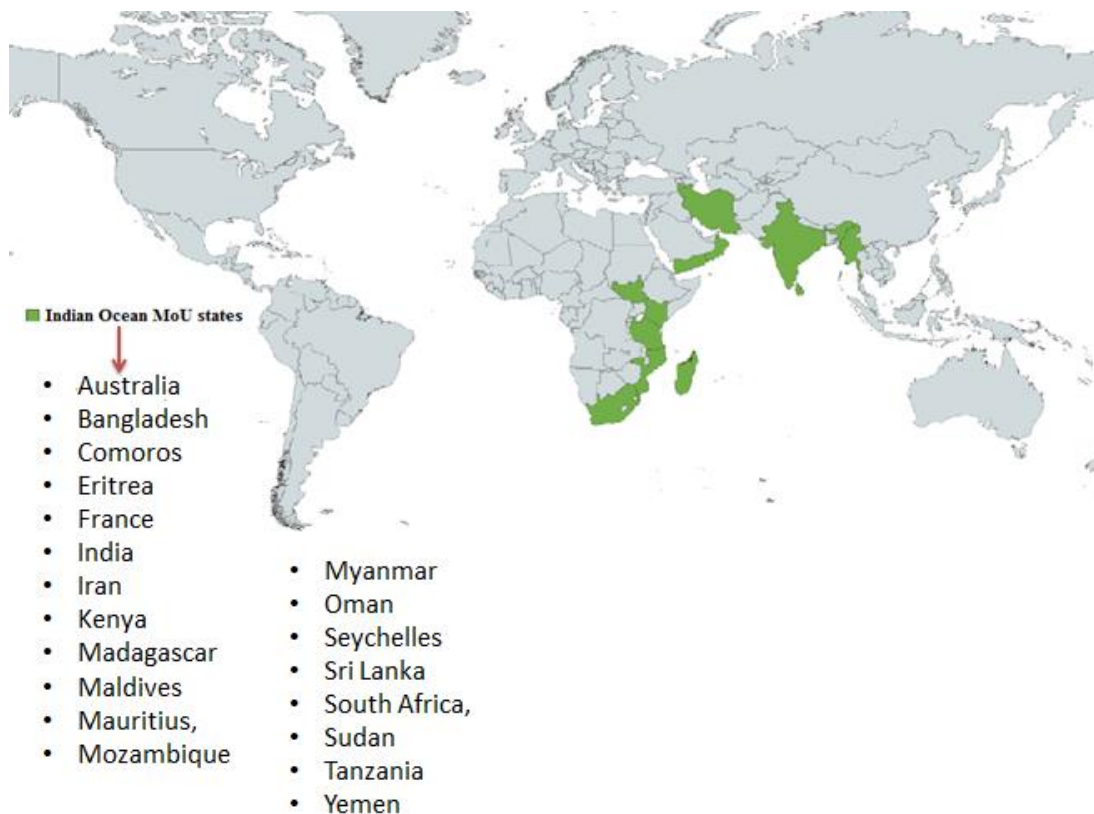 Indian Ocean MoU states
• Australia
• Bangladesh
• Comoros
• Eritrea
• France
• India
• Iran
• Kenya
• Madagascar
• Maldives
• Mauritius,
• Mozambique
• Myanmar
• Oman
• Seychelles
• Sri Lanka
• South Africa,
• Sudan
• Tanzania
• Yemen